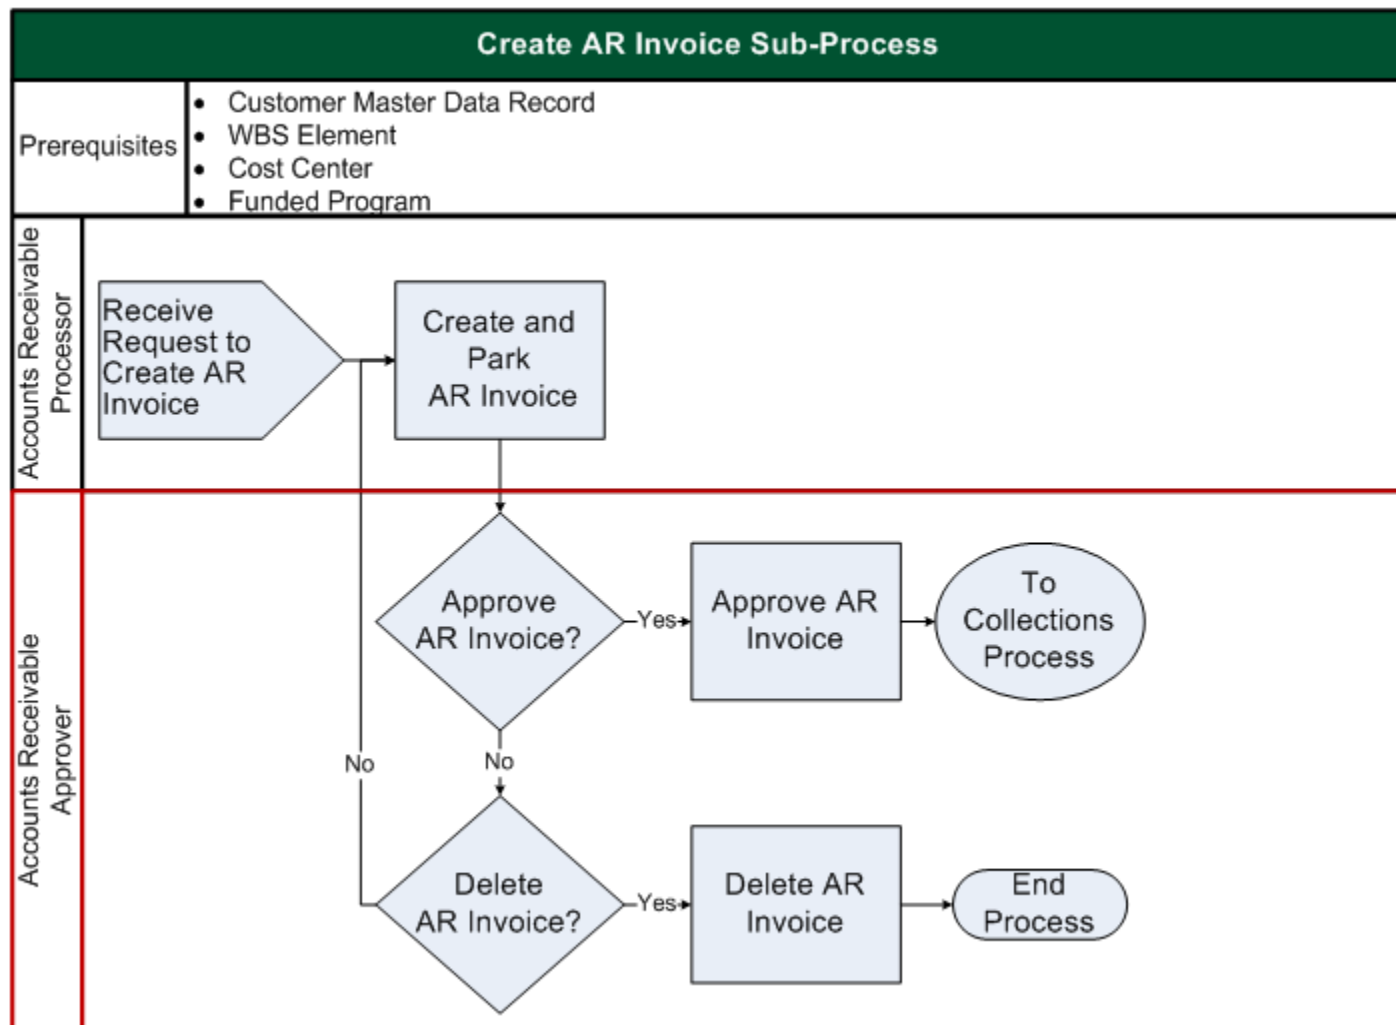 Create AR Invoice Sub-Process
Prerequisites
• Customer Master Data Record
• WBS Element
• Cost Center
• Funded Program
Accounts Receivable
Processor
Receive
Request to
Create AR
Invoice
Create and
Park
AR Invoice
Accounts Receivable
Approver
Approve
AR Invoice?
Yes
Approve AR
Invoice
To
Collections
Process
No
No
Delete
AR Invoice?
Yes
Delete AR
Invoice
End
Process